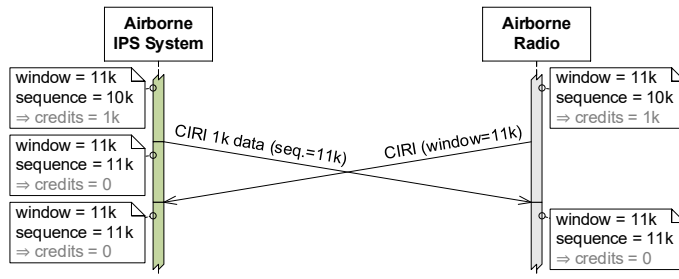 Airborne
IPS System
Airborne
Radio
window = 11k
sequence = 10k
⇒ credits = 1k
window = 11k
sequence = 10k
⇒ credits = 1k
CIRI 1k data (seq.=11k)
CIRI (window=11k)
window = 11k
sequence = 11k
⇒ credits = 0
window = 11k
sequence = 11k
⇒ credits = 0
window = 11k
sequence = 11k
⇒ credits = 0